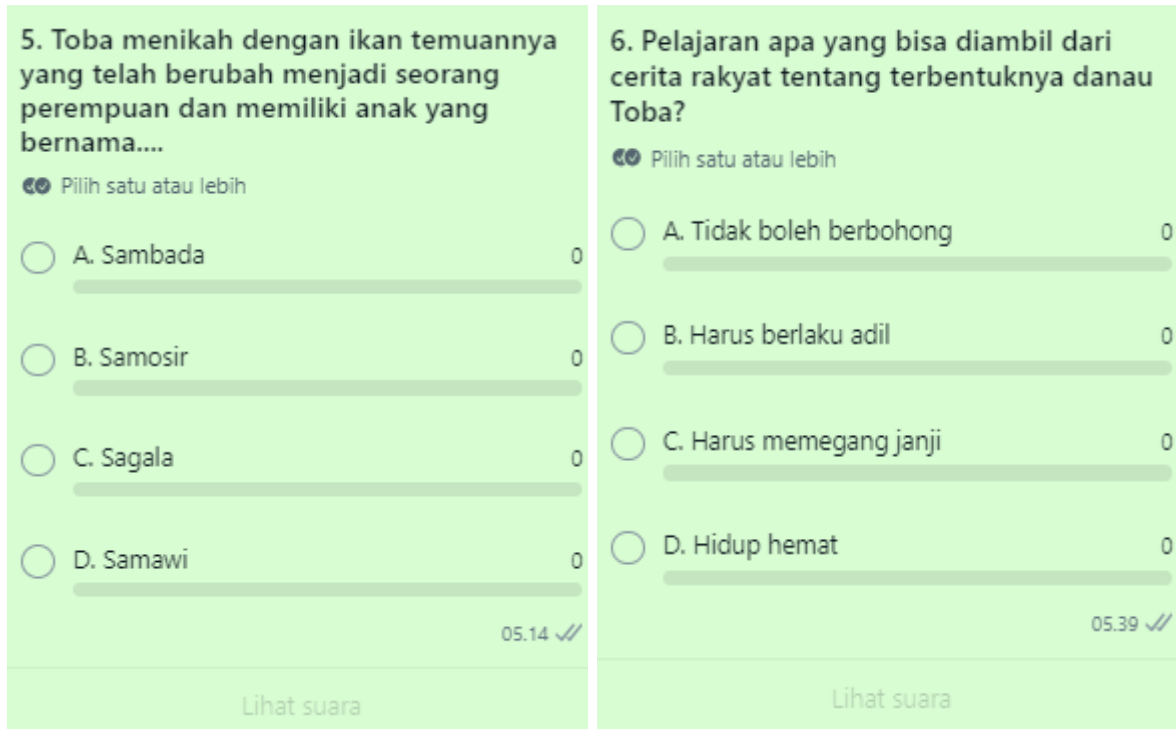 5. Toba menikah dengan ikan temuannya
yang telah berubah menjadi seorang
perempuan dan memiliki anak yang
bernama....
Pilih satu atau lebih
A. Sambada 0
B. Samosir 0
C. Sagala 0
D. Samawi 0
05.14
Lihat suara
6. Pelajaran apa yang bisa diambil dari
cerita rakyat tentang terbentuknya danau
Toba?
Pilih satu atau lebih
A. Tidak boleh berbohong 0
B. Harus berlaku adil 0
C. Harus memegang janji 0
D. Hidup hemat 0
05.39
Lihat suara